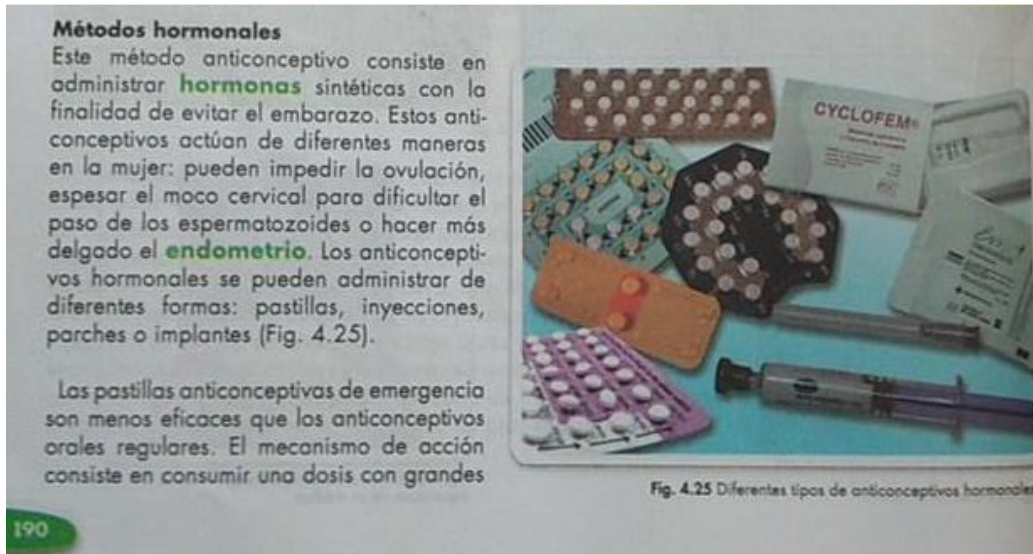 Métodos hormonales
Este método anticonceptivo consiste en
administrar hormonas sintéticas con la
finalidad de evitar el embarazo. Estos anti-
conceptivos actúan de diferentes maneras
en la mujer: pueden impedir la ovulación,
espesar el moco cervical para dificultar el
paso de los espermatozoides o hacer más
delgado el endometrio. Los anticoncepti-
vos hormonales se pueden administrar de
diferentes formas: pastillas, inyecciones,
parches o implantes (Fig. 4.25).
Las pastillas anticonceptivas de emergencia
son menos eficaces que los anticonceptivos
orales regulares. El mecanismo de acción
consiste en consumir una dosis con grandes
190
CYCLOFEM®
Evra
Fig. 4.25 Diferentes tipos de anticonceptivos hormonales